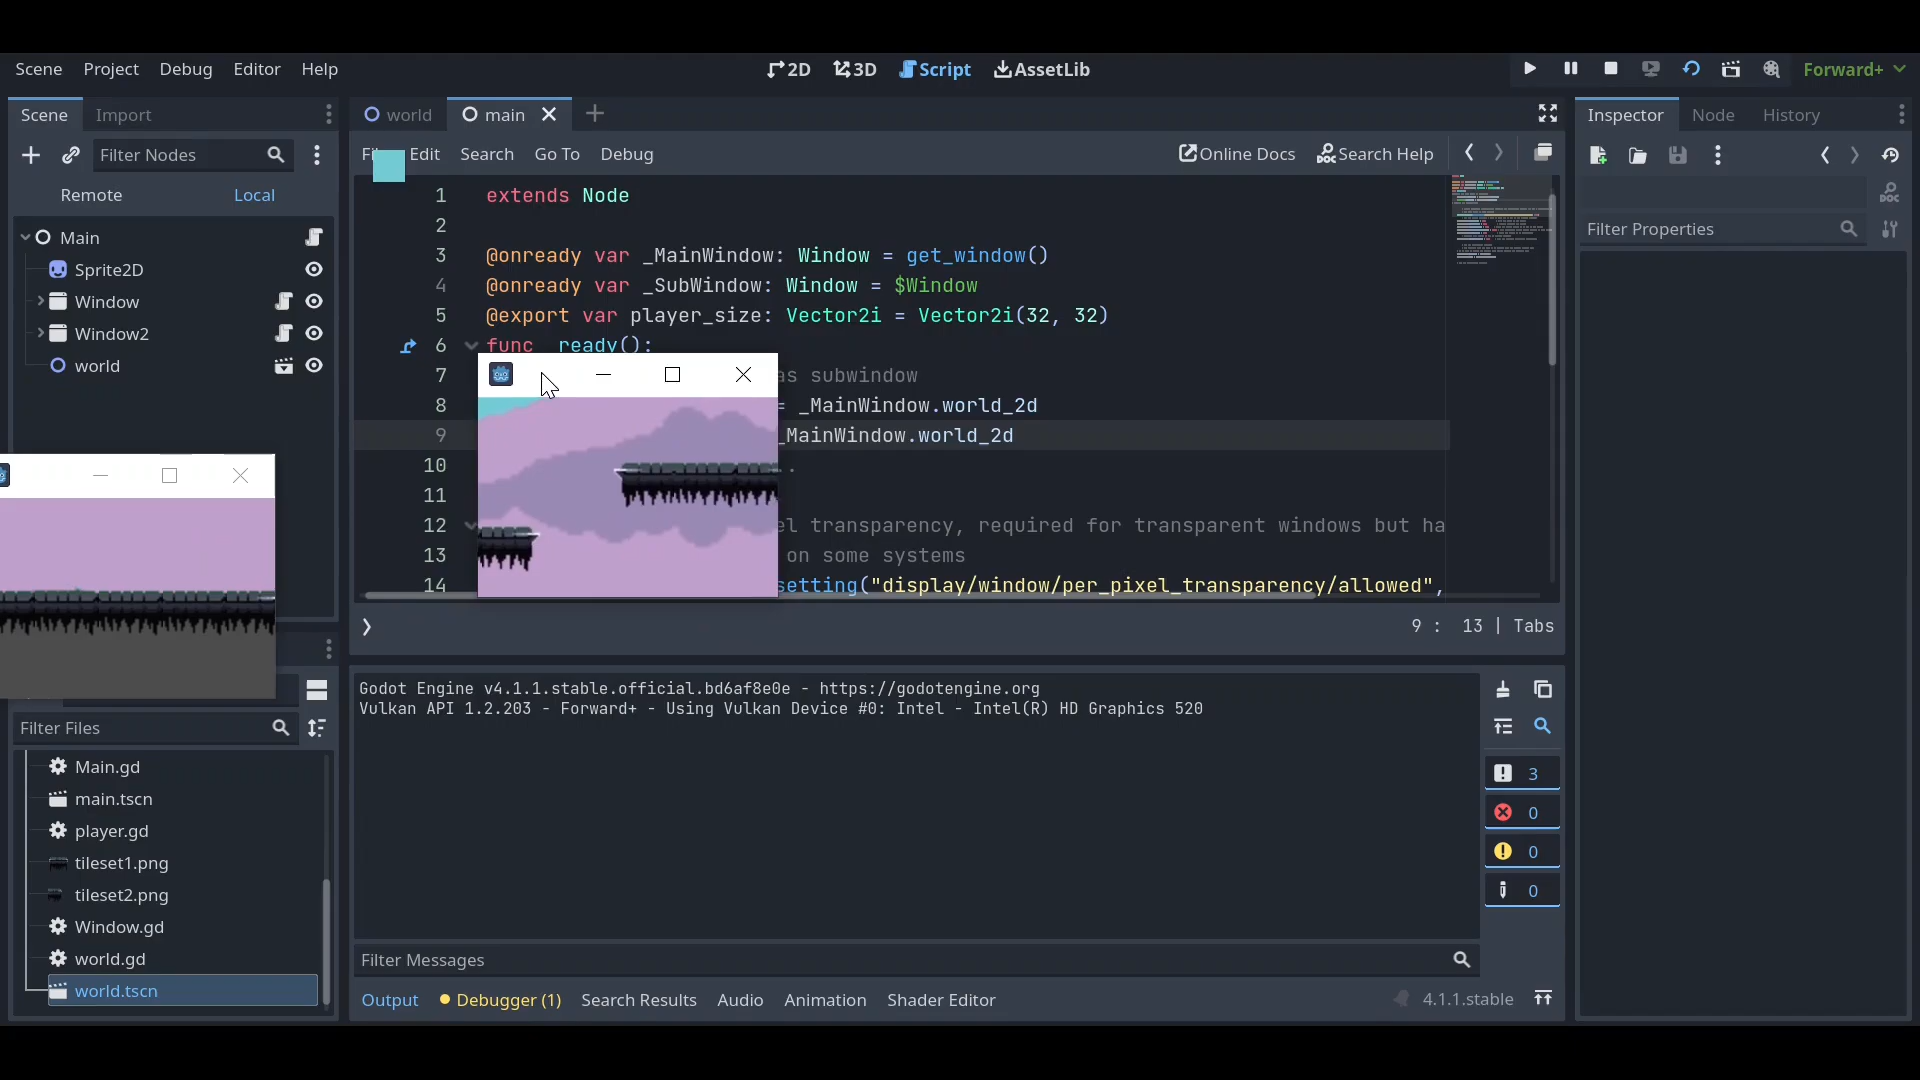 Scene Project Debug Editor Help
2D 3D Script AssetLib
Forward+
Scene Import
world main
Inspector Node History
Filter Nodes
Edit Search Go To Debug
Online Docs Search Help
Remote Local
Filter Properties
Main
Sprite2D
Window
Window2
world
1 extends Node
2
3 @onready var _MainWindow: Window = get_window()
4 @onready var _SubWindow: Window = $Window
5 @export var player_size: Vector2i = Vector2i(32, 32)
6 func _ready():
7 as subwindow
8 = _MainWindow.world_2d
9 _MainWindow.world_2d
10
11
12 transparency, required for transparent windows but ha
13 on some systems
14 setting("display/window/per_pixel_transparency/allowed",
9 : 13 | Tabs
Godot Engine v4.1.1.stable.official.bd6af8e0e - https://godotengine.org
Vulkan API 1.2.203 - Forward+ - Using Vulkan Device #0: Intel - Intel(R) HD Graphics 520
3
0
0
0
Filter Files
Main.gd
main.tscn
player.gd
tileset1.png
tileset2.png
Window.gd
world.gd
world.tscn
Filter Messages
Output Debugger (1) Search Results Audio Animation Shader Editor
4.1.1.stable